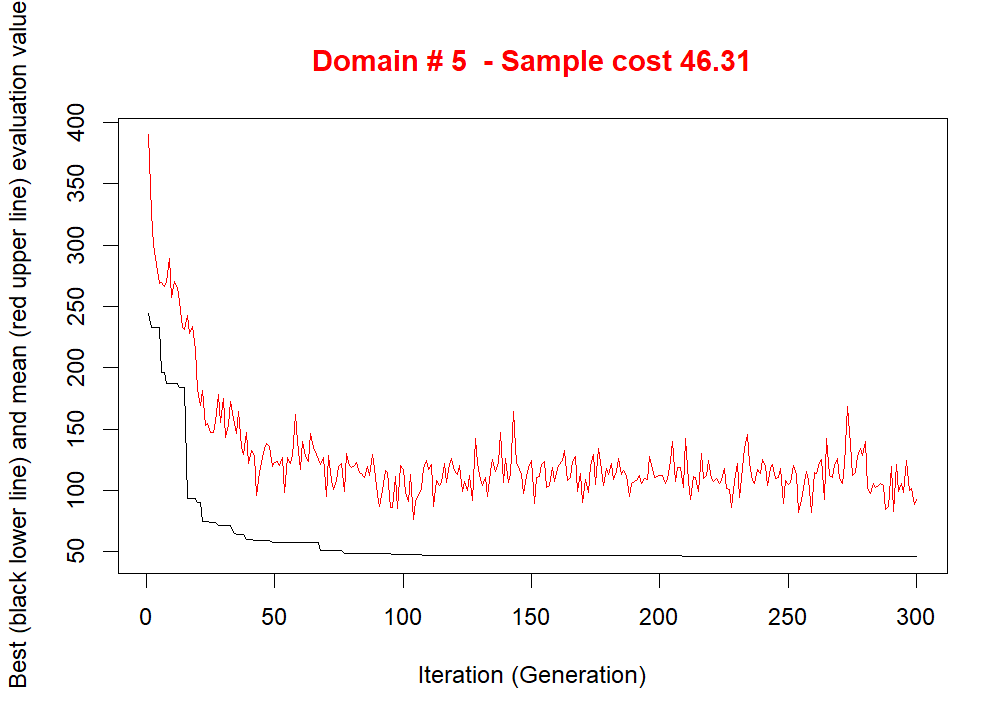 Domain # 5  - Sample cost 46.31
Best (black lower line) and mean (red upper line) evaluation value
400
350
300
250
200
150
100
50
0 50 100 150 200 250 300
Iteration (Generation)